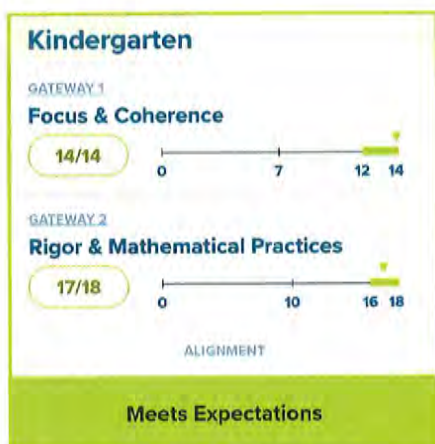 Kindergarten
GATEWAY 1
Focus & Coherence
14/14
0 7 12 14
GATEWAY 2
Rigor & Mathematical Practices
17/18
0 10 16 18
ALIGNMENT
Meets Expectations